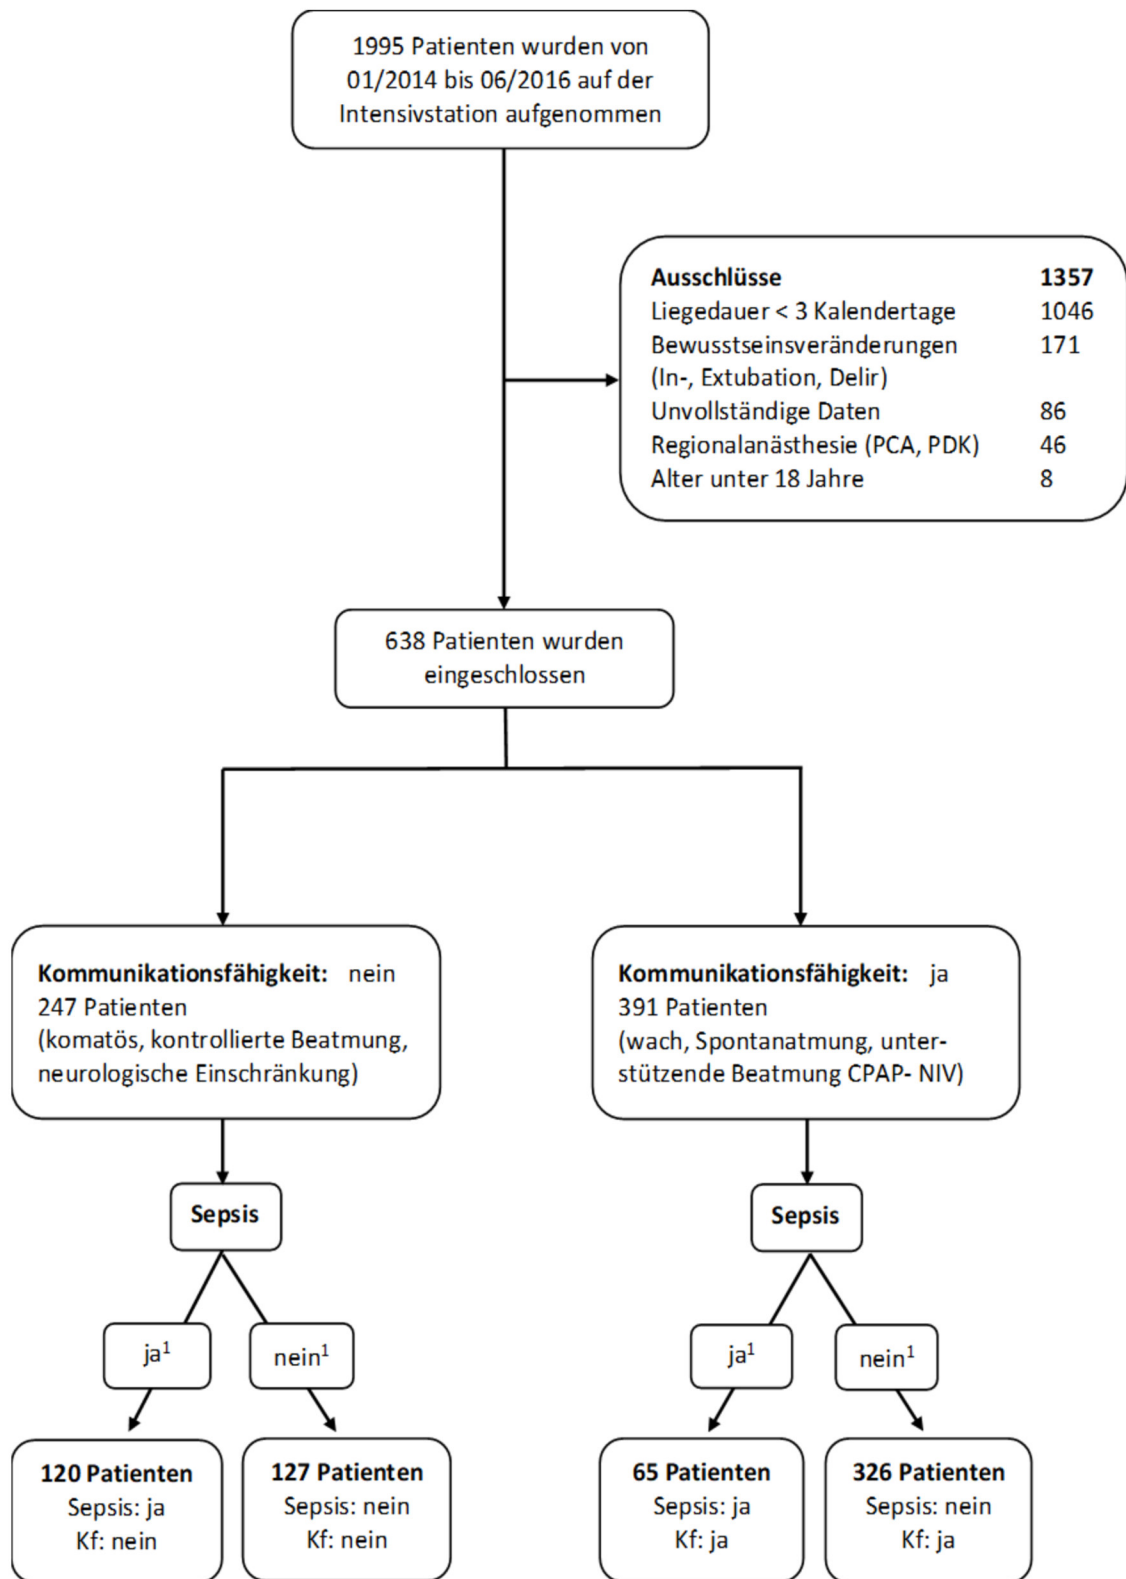 1995 Patienten wurden von
01/2014 bis 06/2016 auf der
Intensivstation aufgenommen
Ausschlüsse 1357
Liegedauer < 3 Kalendertage 1046
Bewusstseinsveränderungen 171
(In-, Extubation, Delir)
Unvollständige Daten 86
Regionalanästhesie (PCA, PDK) 46
Alter unter 18 Jahre 8
638 Patienten wurden
eingeschlossen
Kommunikationsfähigkeit: nein
247 Patienten
(komatös, kontrollierte Beatmung,
neurologische Einschränkung)
Kommunikationsfähigkeit: ja
391 Patienten
(wach, Spontanatmung, unter-
stützende Beatmung CPAP- NIV)
Sepsis
Sepsis
ja¹
nein¹
ja¹
nein¹
120 Patienten
Sepsis: ja
Kf: nein
127 Patienten
Sepsis: nein
Kf: nein
65 Patienten
Sepsis: ja
Kf: ja
326 Patienten
Sepsis: nein
Kf: ja